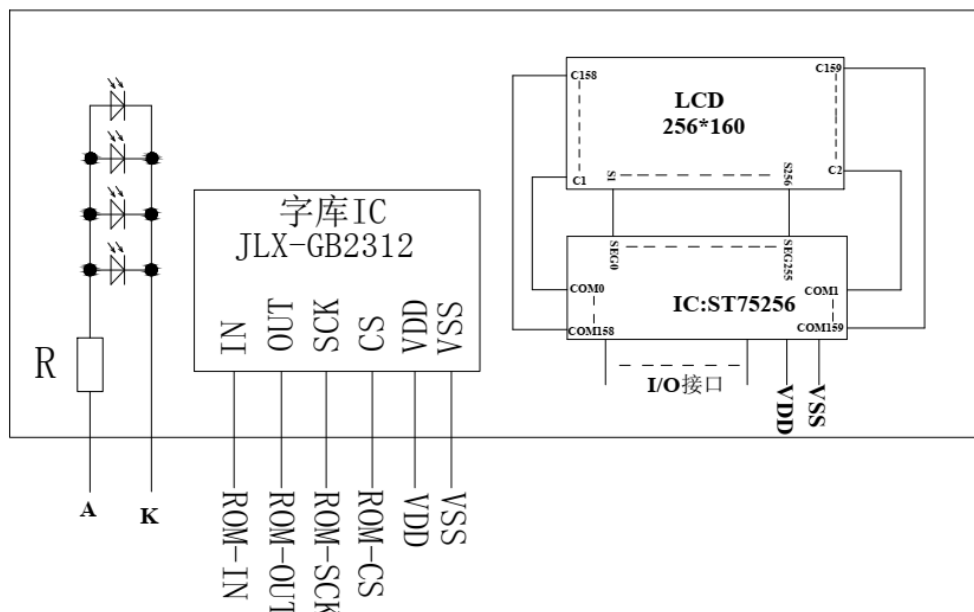 R
A
K
字库IC
JLX-GB2312
IN
OUT
SCK
CS
VDD
VSS
ROM-IN
ROM-OUT
ROM-SCK
ROM-CS
VDD
VSS
C158
C159
LCD
256*160
C1
S1
S256
C2
SEG0
SEG255
COM0
COM1
IC:ST75256
COM158
COM159
I/O接口
VDD
VSS